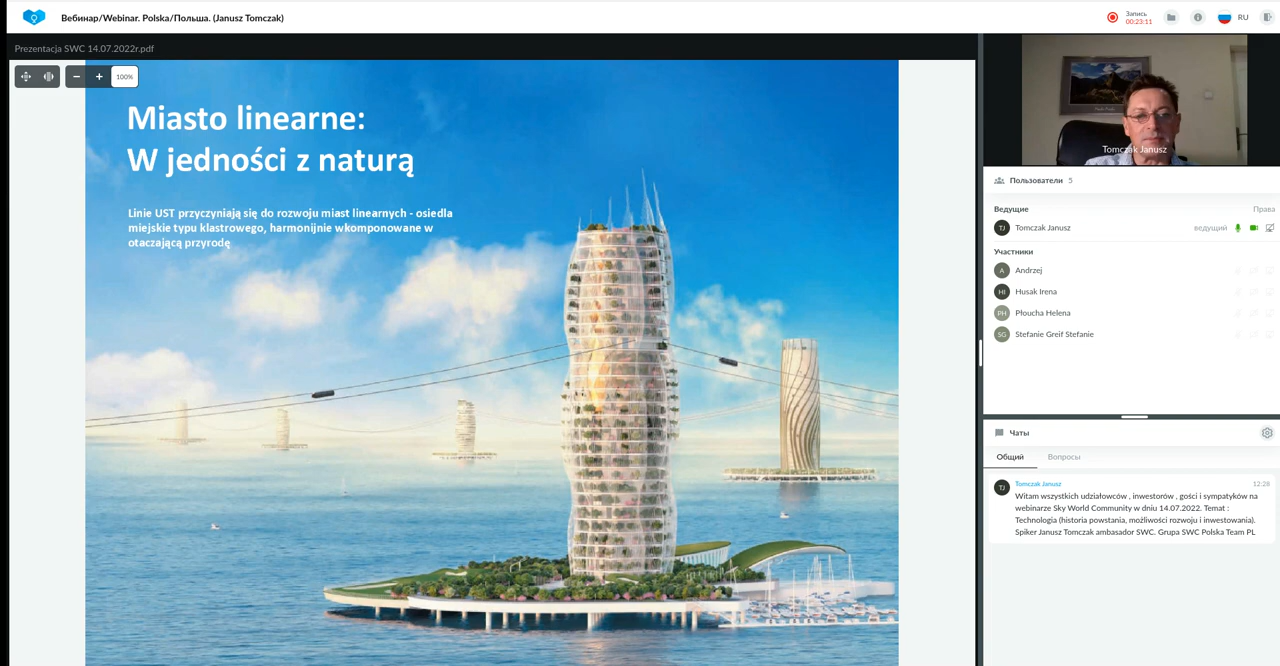 Вебинар/Webinar. Polska/Польша. (Janusz Tomczak)
Запись
00:23:11
RU
Prezentacja SWC 14.07.2022r.pdf
100%
Miasto linearne:
W jedności z naturą
Linie UST przyczyniają się do rozwoju miast linearnych - osiedla
miejskie typu klastrowego, harmonijnie wkomponowane w
otaczającą przyrodę
Tomczak Janusz
Пользователи 5
Ведущие Права
TJ Tomczak Janusz ведущий
Участники
A Andrzej
HI Husak Irena
PH Płoucha Helena
SG Stefanie Greif Stefanie
Чаты
Общий Вопросы
TJ Tomczak Janusz 12:28
Witam wszystkich udziałowców , inwestorów , gości i sympatyków na
webinarze Sky World Community w dniu 14.07.2022. Temat :
Technologia (historia powstania, możliwości rozwoju i inwestowania).
Spiker Janusz Tomczak ambasador SWC. Grupa SWC Polska Team PL